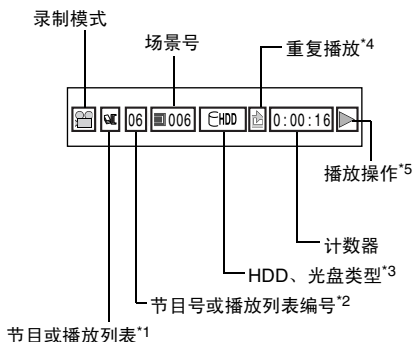 录制模式
场景号
重复播放*4
06 006 HDD 0:00:16
播放操作*5
计数器
HDD、光盘类型*3
节目号或播放列表编号*2
节目或播放列表*1